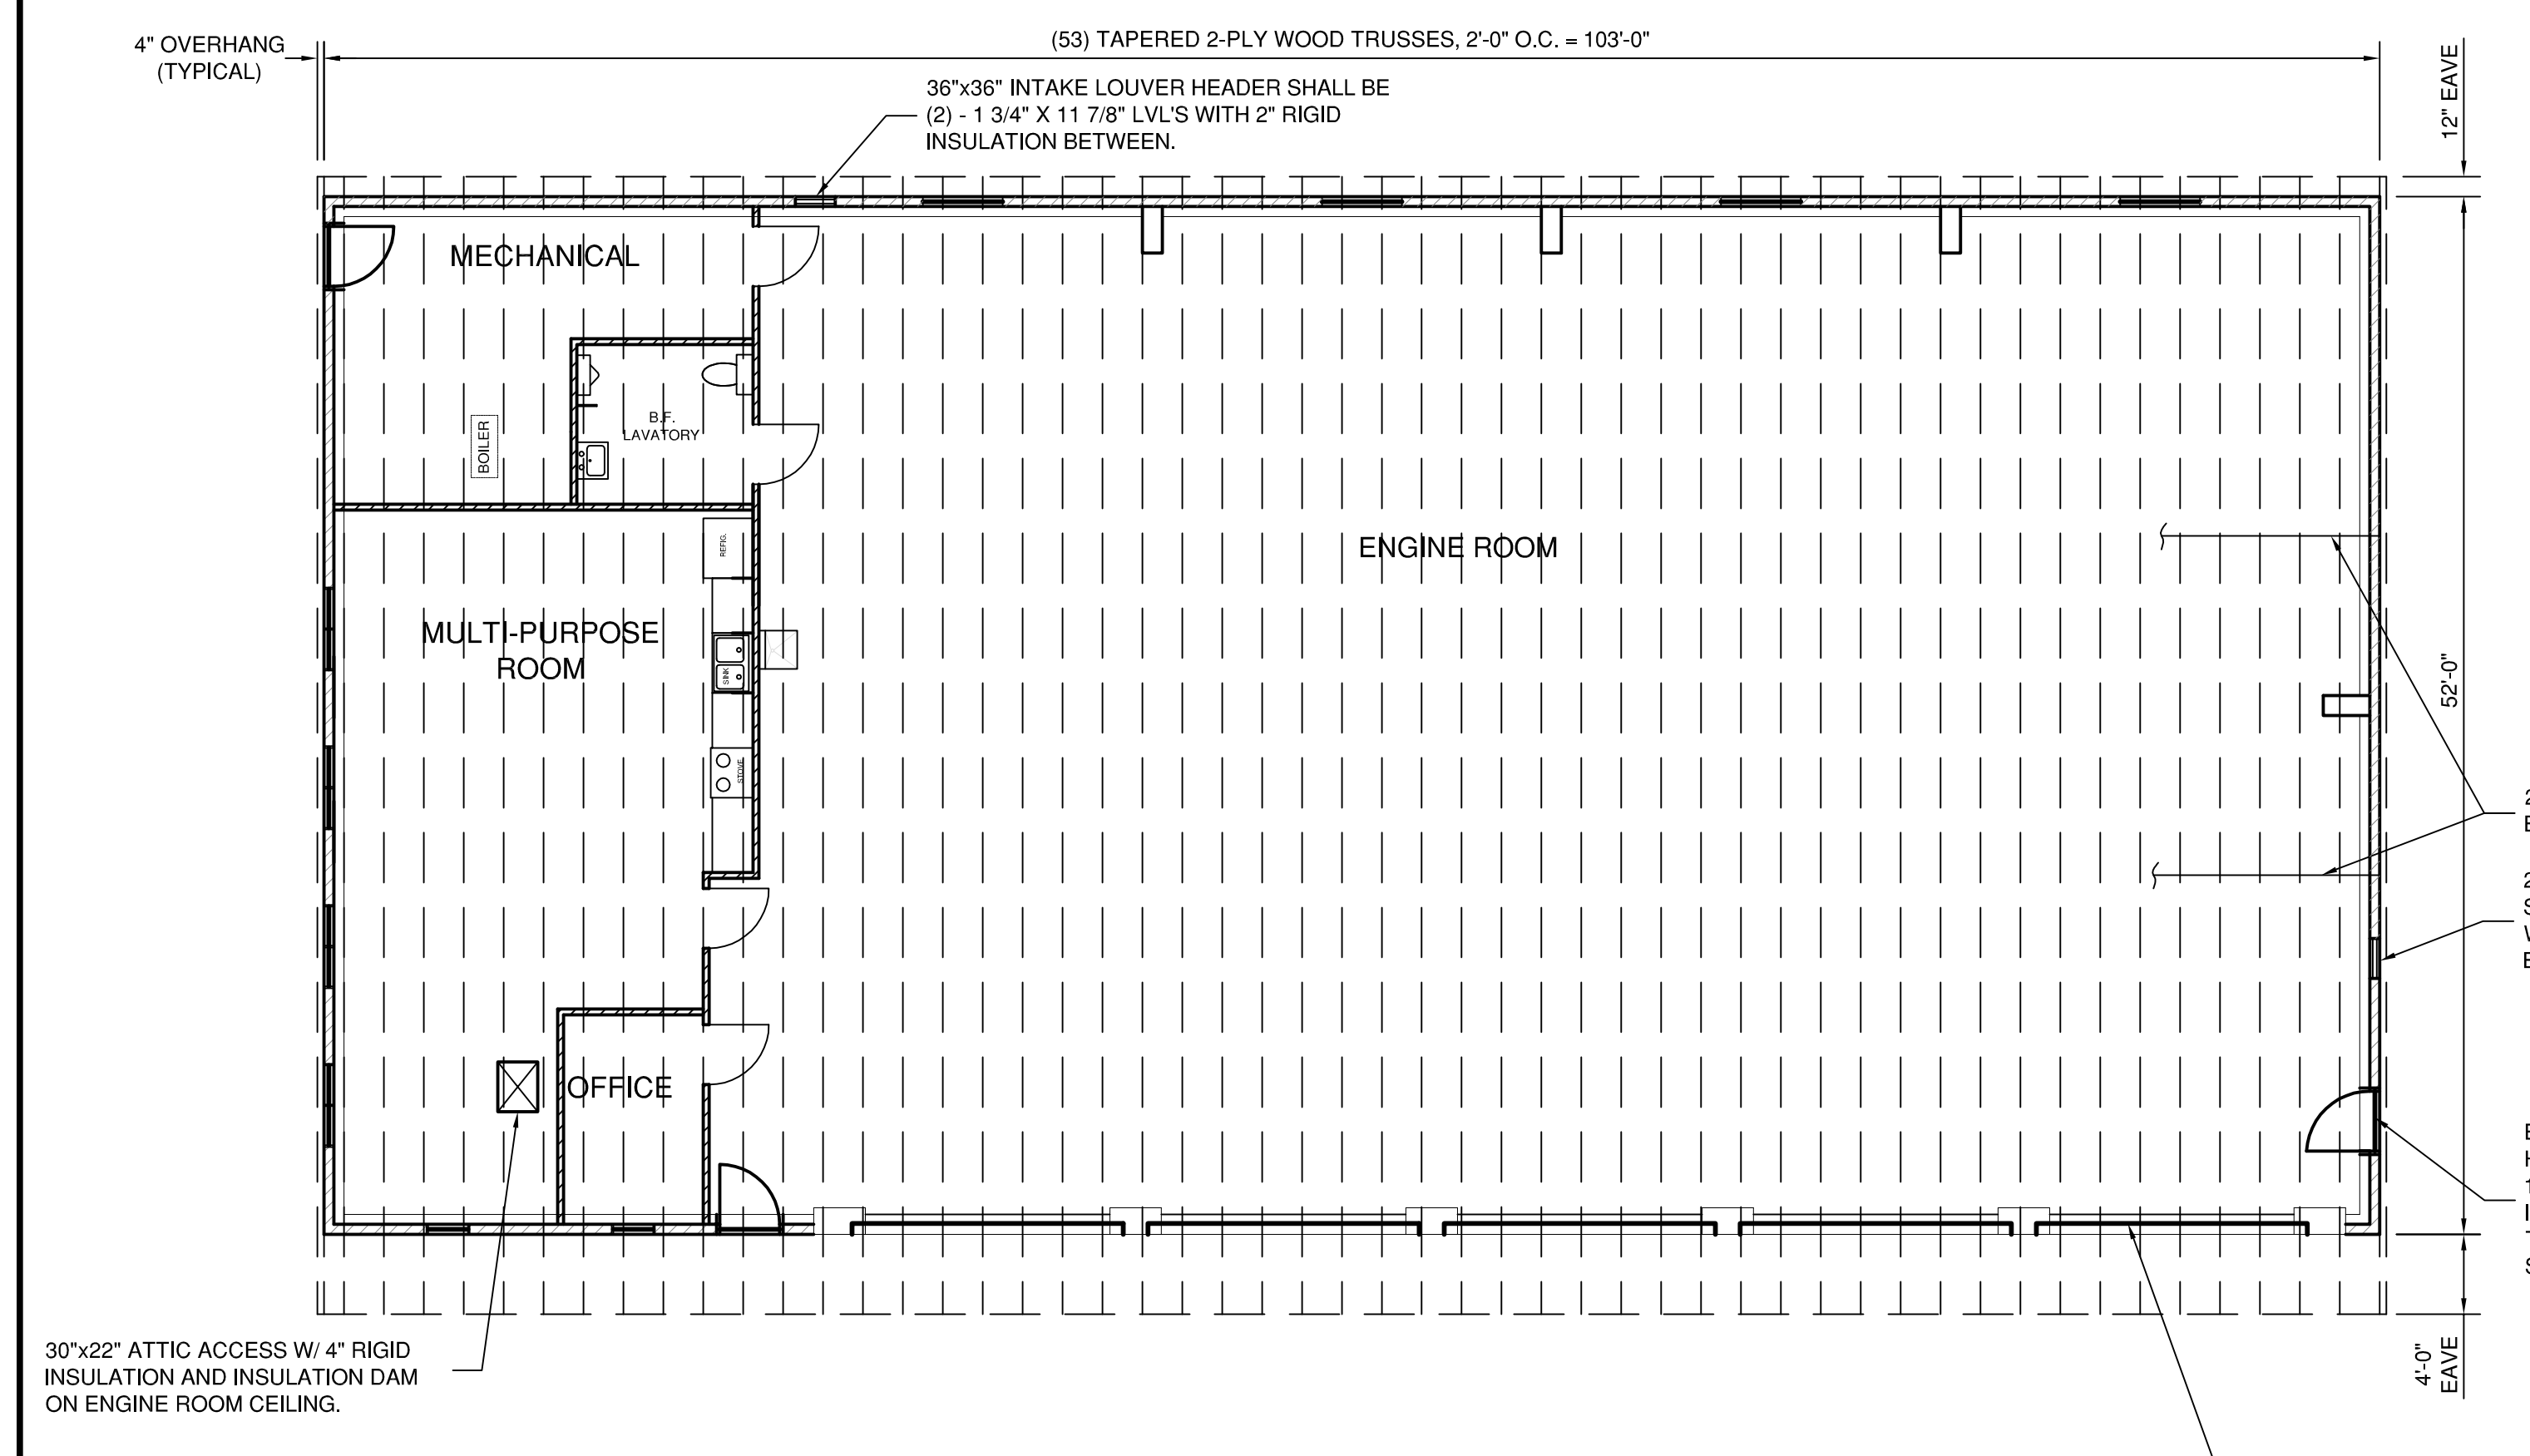 (53) TAPERED 2-PLY WOOD TRUSSES, 2'-0" O.C. = 103'-0"
4" OVERHANG
(TYPICAL)
36"x36" INTAKE LOUVER HEADER SHALL BE
(2) - 1 3/4" X 11 7/8" LVL'S WITH 2" RIGID
INSULATION BETWEEN.
12" EAVE
MECHANICAL
B.F.
LAVATORY
BOILER
REFIG.
ENGINE ROOM
MULTI-PURPOSE
ROOM
SINK
52'-0"
STOVE
OFFICE
30"x22" ATTIC ACCESS W/ 4" RIGID
INSULATION AND INSULATION DAM
ON ENGINE ROOM CEILING.
4'-0"
EAVE